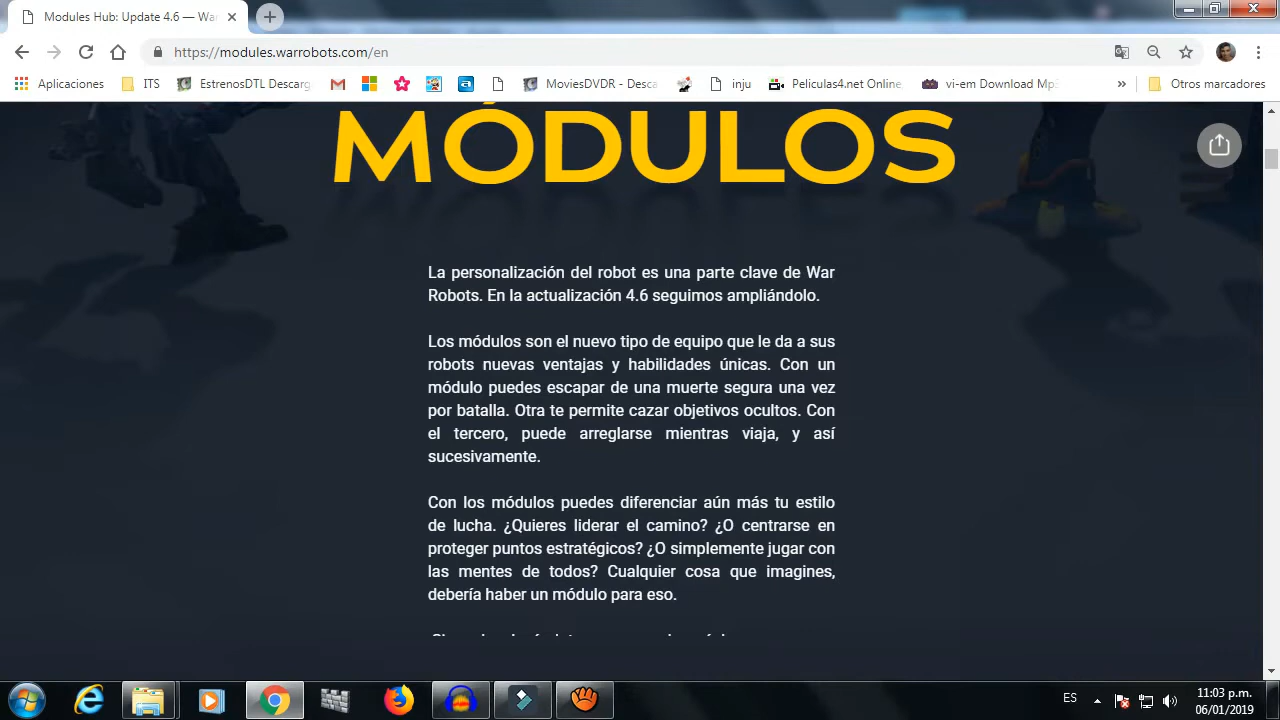 Modules Hub: Update 4.6 — War
https://modules.warrobots.com/en
Aplicaciones
ITS
EstrenosDTL Descarg
MoviesDVDR - Desca
inju
Peliculas4.net Online
vi-em Download Mp3
»
Otros marcadores
MÓDULOS
La personalización del robot es una parte clave de War
Robots. En la actualización 4.6 seguimos ampliándolo.
Los módulos son el nuevo tipo de equipo que le da a sus
robots nuevas ventajas y habilidades únicas. Con un
módulo puedes escapar de una muerte segura una vez
por batalla. Otra te permite cazar objetivos ocultos. Con
el tercero, puede arreglarse mientras viaja, y así
sucesivamente.
Con los módulos puedes diferenciar aún más tu estilo
de lucha. ¿Quieres liderar el camino? ¿O centrarse en
proteger puntos estratégicos? ¿O simplemente jugar con
las mentes de todos? Cualquier cosa que imagines,
debería haber un módulo para eso.
ES
11:03 p.m.
06/01/2019